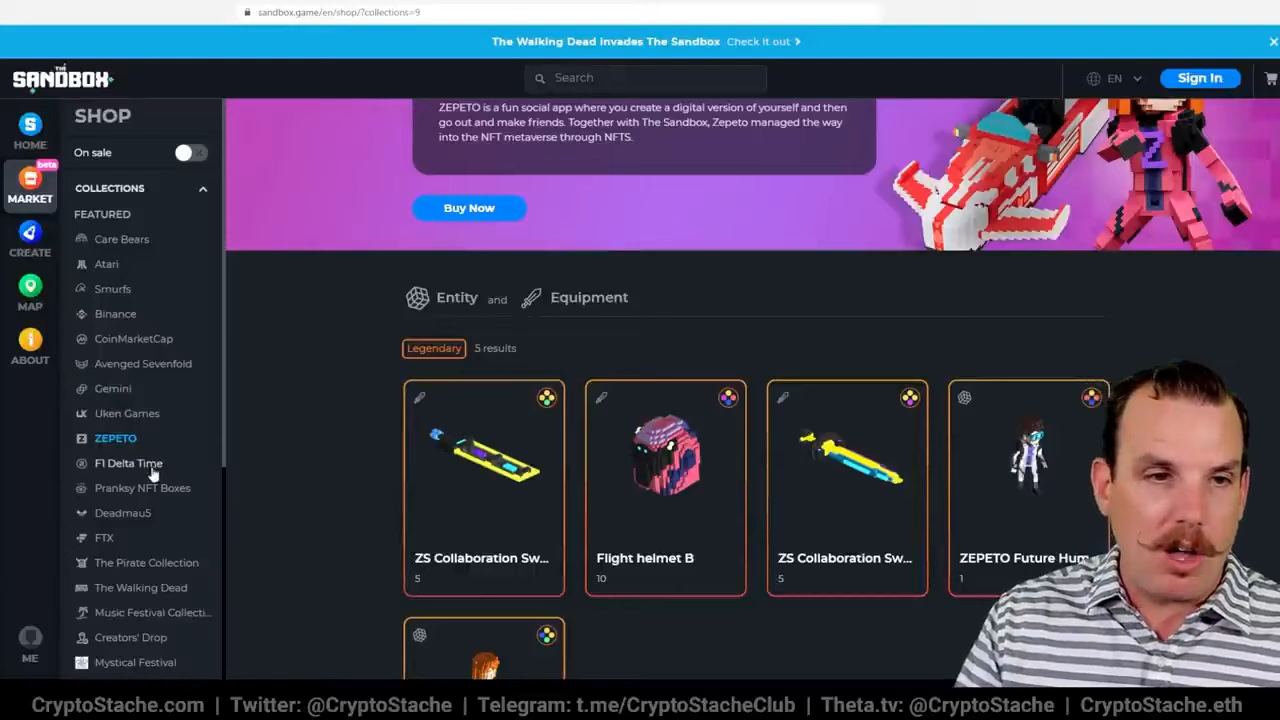 sandbox.game/en/shop/?collections=9
The Walking Dead Invades The Sandbox Check it out
THE SANDBOX
Search
EN
Sign In
HOME
beta
MARKET
CREATE
MAP
ABOUT
ME
SHOP
On sale
COLLECTIONS
FEATURED
Care Bears
Atari
Smurfs
Binance
CoinMarketCap
Avenged Sevenfold
Gemini
Uken Games
ZEPETO
F1 Delta Time
Pranksy NFT Boxes
Deadmau5
FTX
The Pirate Collection
The Walking Dead
Music Festival Collecti...
Creators' Drop
Mystical Festival
ZEPETO is a fun social app where you create a digital version of yourself and then
go out and make friends. Together with The Sandbox, Zepeto managed the way
into the NFT metaverse through NFTS.
Buy Now
Entity and Equipment
Legendary 5 results
ZS Collaboration Sw...
5
Flight helmet B
10
ZS Collaboration Sw...
5
ZEPETO Future Hum
1
CryptoStache.com | Twitter: @CryptoStache | Telegram: t.me/CryptoStacheClub | Theta.tv: @CryptoStache | CryptoStache.eth